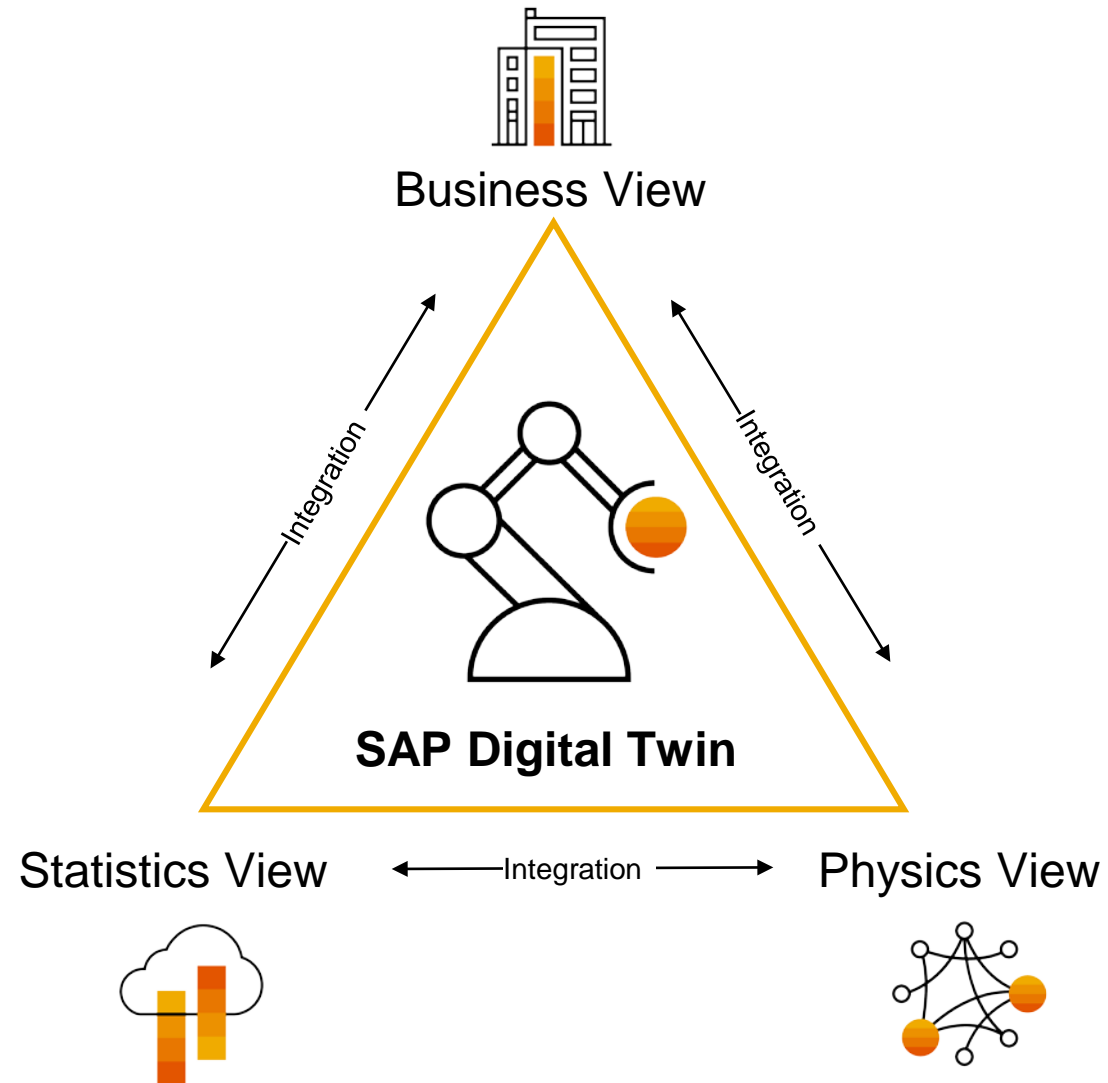 Business View
Integration
Integration
SAP Digital Twin
Statistics View
Integration
Physics View